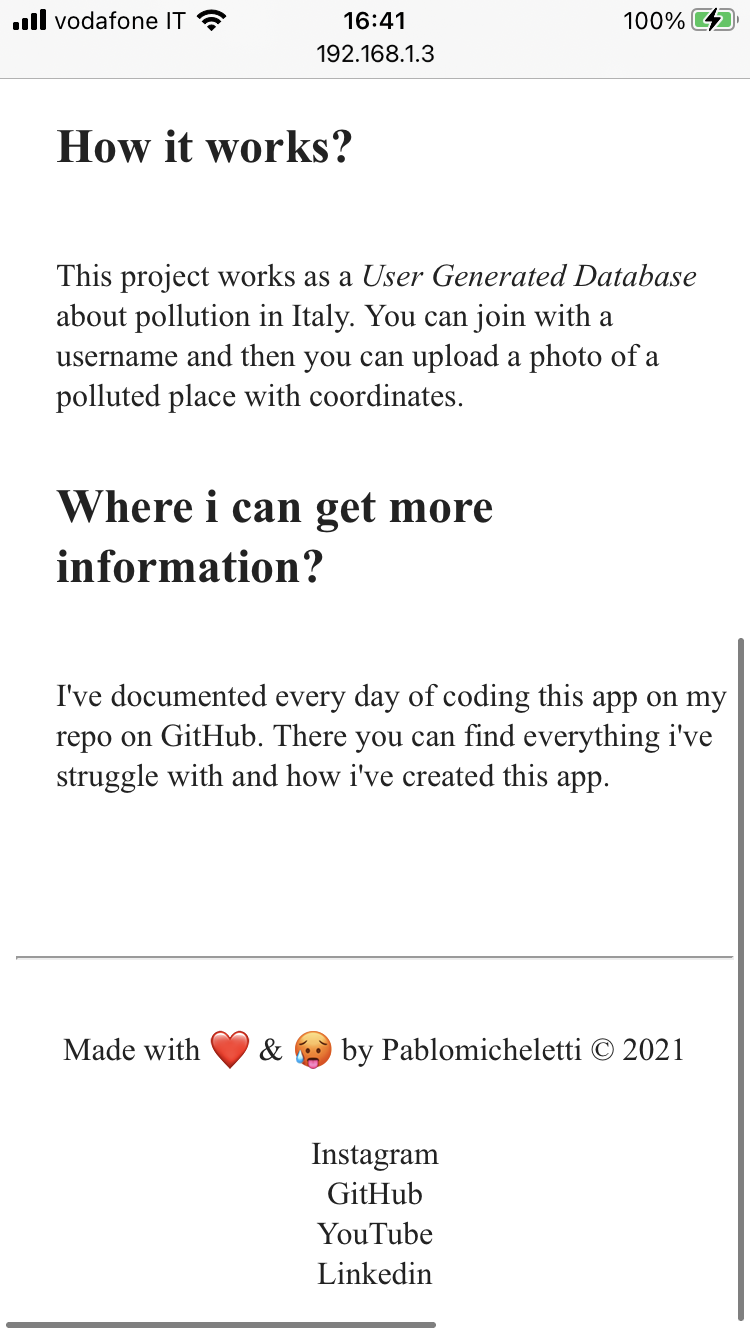 vodafone IT 16:41 100%
192.168.1.3
How it works?
This project works as a User Generated Database
about pollution in Italy. You can join with a
username and then you can upload a photo of a
polluted place with coordinates.
Where i can get more
information?
I've documented every day of coding this app on my
repo on GitHub. There you can find everything i've
struggle with and how i've created this app.
Made with ❤️ & 🥵 by Pablomicheletti © 2021
Instagram
GitHub
YouTube
Linkedin